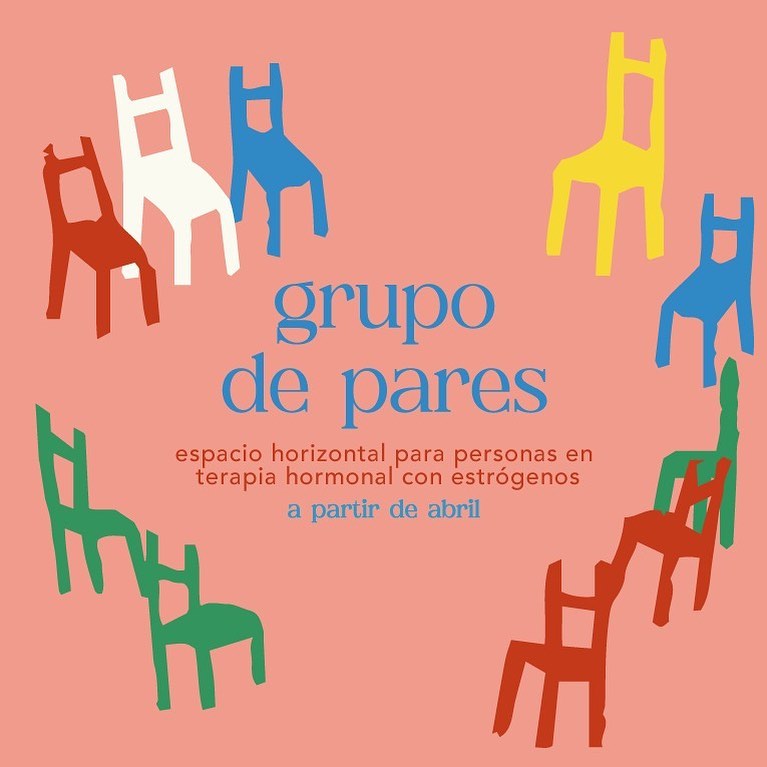 grupo
de pares
espacio horizontal para personas en
terapia hormonal con estrógenos
a partir de abril